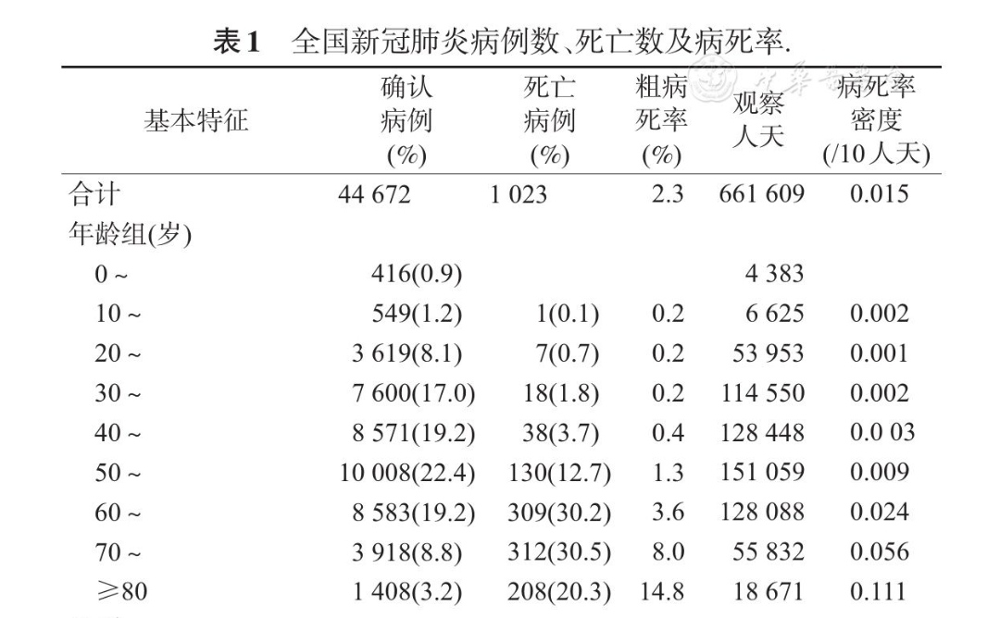 表1 全国新冠肺炎病例数、死亡数及病死率.
基本特征 确认病例(%) 死亡病例(%) 粗病死率(%) 观察人天 病死率密度(/10人天)
合计 44 672 1 023 2.3 661 609 0.015
年龄组(岁)
0~ 416(0.9) 4 383
10~ 549(1.2) 1(0.1) 0.2 6 625 0.002
20~ 3 619(8.1) 7(0.7) 0.2 53 953 0.001
30~ 7 600(17.0) 18(1.8) 0.2 114 550 0.002
40~ 8 571(19.2) 38(3.7) 0.4 128 448 0.0 03
50~ 10 008(22.4) 130(12.7) 1.3 151 059 0.009
60~ 8 583(19.2) 309(30.2) 3.6 128 088 0.024
70~ 3 918(8.8) 312(30.5) 8.0 55 832 0.056
≥80 1 408(3.2) 208(20.3) 14.8 18 671 0.111